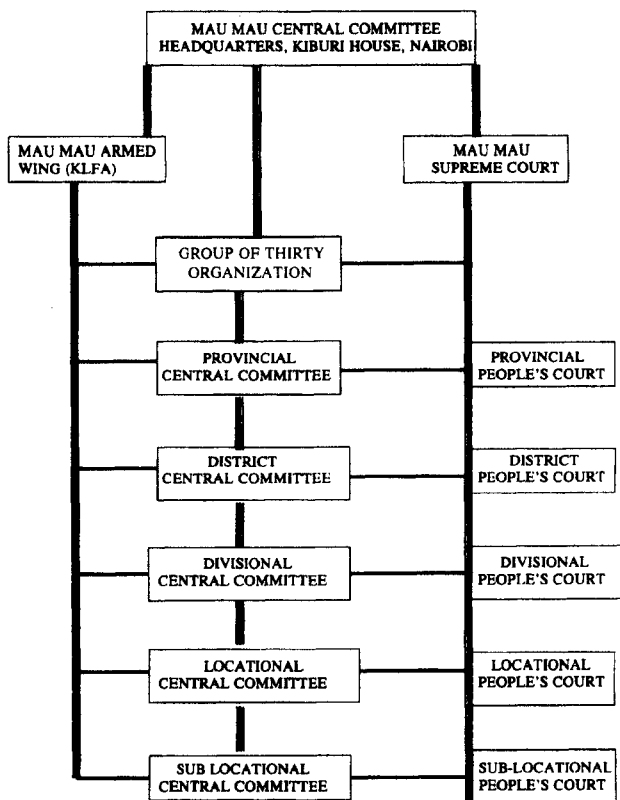 MAU MAU CENTRAL COMMITTEE
HEADQUARTERS, KIBURI HOUSE, NAIROBI
MAU MAU ARMED
WING (KLFA)
MAU MAU
SUPREME COURT
GROUP OF THIRTY
ORGANIZATION
PROVINCIAL
CENTRAL COMMITTEE
PROVINCIAL
PEOPLE'S COURT
DISTRICT
CENTRAL COMMITTEE
DISTRICT
PEOPLE'S COURT
DIVISIONAL
CENTRAL COMMITTEE
DIVISIONAL
PEOPLE'S COURT
LOCATIONAL
CENTRAL COMMITTEE
LOCATIONAL
PEOPLE'S COURT
SUB LOCATIONAL
CENTRAL COMMITTEE
SUB-LOCATIONAL
PEOPLE'S COURT